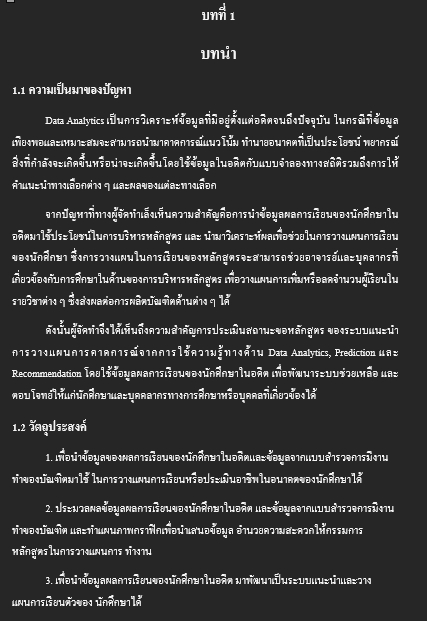 บทที่ 1
บทนำ
1.1 ความเป็นมาของปัญหา
Data Analytics เป็นการวิเคราะห์ข้อมูลที่มีอยู่ตั้งแต่อดีตจนถึงปัจจุบัน ในกรณีที่ข้อมูล
เพียงพอและเหมาะสมจะสามารถนำมาคาดการณ์แนวโน้ม ทำนายอนาคตที่เป็นประโยชน์ พยากรณ์
สิ่งที่กำลังจะเกิดขึ้นหรือน่าจะเกิดขึ้นโดยใช้ข้อมูลในอดีตกับแบบจำลองทางสถิติรวมถึงการให้
คำแนะนำทางเลือกต่าง ๆ และผลของแต่ละทางเลือก
จากปัญหาที่ทางผู้จัดทำเล็งเห็นความสำคัญคือการนำข้อมูลผลการเรียนของนักศึกษาใน
อดีตมาใช้ประโยชน์ในการบริหารหลักสูตร และ นำมาวิเคราะห์ผลเพื่อช่วยในการวางแผนการเรียน
ของนักศึกษา ซึ่งการวางแผนในการเรียนของหลักสูตรจะสามารถช่วยอาจารย์และบุคลากรที่
เกี่ยวข้องกับการศึกษาในด้านของการบริหารหลักสูตร เพื่อวางแผนการเพิ่มหรือลดจำนวนผู้เรียนใน
รายวิชาต่าง ๆ ซึ่งส่งผลต่อการผลิตบัณฑิตด้านต่าง ๆ ได้
ดังนั้นผู้จัดทำจึงได้เห็นถึงความสำคัญการประเมินสถานะขอหลักสูตร ของระบบแนะนำ
การวางแผนการคาดการณ์จากการใช้ความรู้ทางด้าน Data Analytics, Prediction และ
Recommendation โดยใช้ข้อมูลผลการเรียนของนักศึกษาในอดีต เพื่อพัฒนาระบบช่วยเหลือ และ
ตอบโจทย์ให้แก่นักศึกษาและบุคคลากรทางการศึกษาหรือบุคคลที่เกี่ยวข้องได้
1.2 วัตถุประสงค์
1. เพื่อนำข้อมูลของผลการเรียนของนักศึกษาในอดีตและข้อมูลจากแบบสำรวจการมีงาน
ทำของบัณฑิตมาใช้ ในการวางแผนการเรียนหรือประเมินอาชีพในอนาคตของนักศึกษาได้
2. ประมวลผลข้อมูลผลการเรียนของนักศึกษาในอดีต และข้อมูลจากแบบสำรวจการมีงาน
ทำของบัณฑิต และทำแผนภาพกราฟิกเพื่อนำเสนอข้อมูล อำนวยความสะดวกให้กรรมการ
หลักสูตรในการวางแผนการ ทำงาน
3. เพื่อนำข้อมูลผลการเรียนของนักศึกษาในอดีต มาพัฒนาเป็นระบบแนะนำและวาง
แผนการเรียนตัวของ นักศึกษาได้